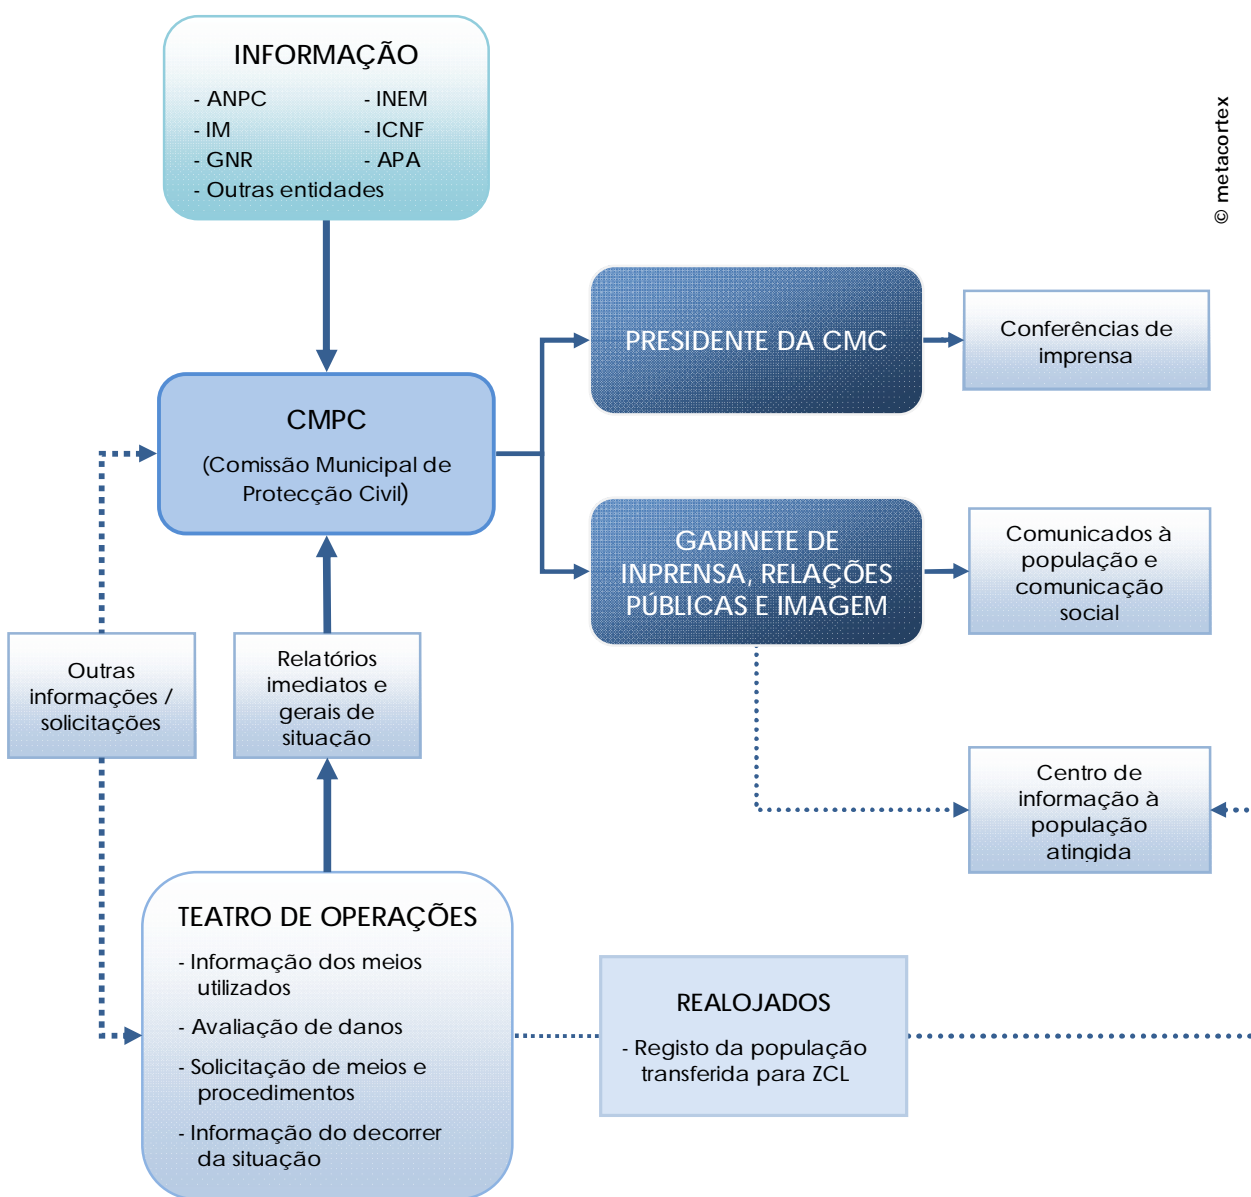 INFORMAÇÃO
- ANPC
- INEM
- IM
- ICNF
- GNR
- APA
- Outras entidades
© metacortex
PRESIDENTE DA CMC
Conferências de
imprensa
CMPC
(Comissão Municipal de
Protecção Civil)
GABINETE DE
INPRENSA, RELAÇÕES
PÚBLICAS E IMAGEM
Comunicados à
população e
comunicação
social
Outras
informações /
solicitações
Relatórios
imediatos e
gerais de
situação
Centro de
informação à
população
atingida
TEATRO DE OPERAÇÕES
- Informação dos meios
utilizados
- Avaliação de danos
- Solicitação de meios e
procedimentos
- Informação do decorrer
da situação
REALOJADOS
- Registo da população
transferida para ZCL